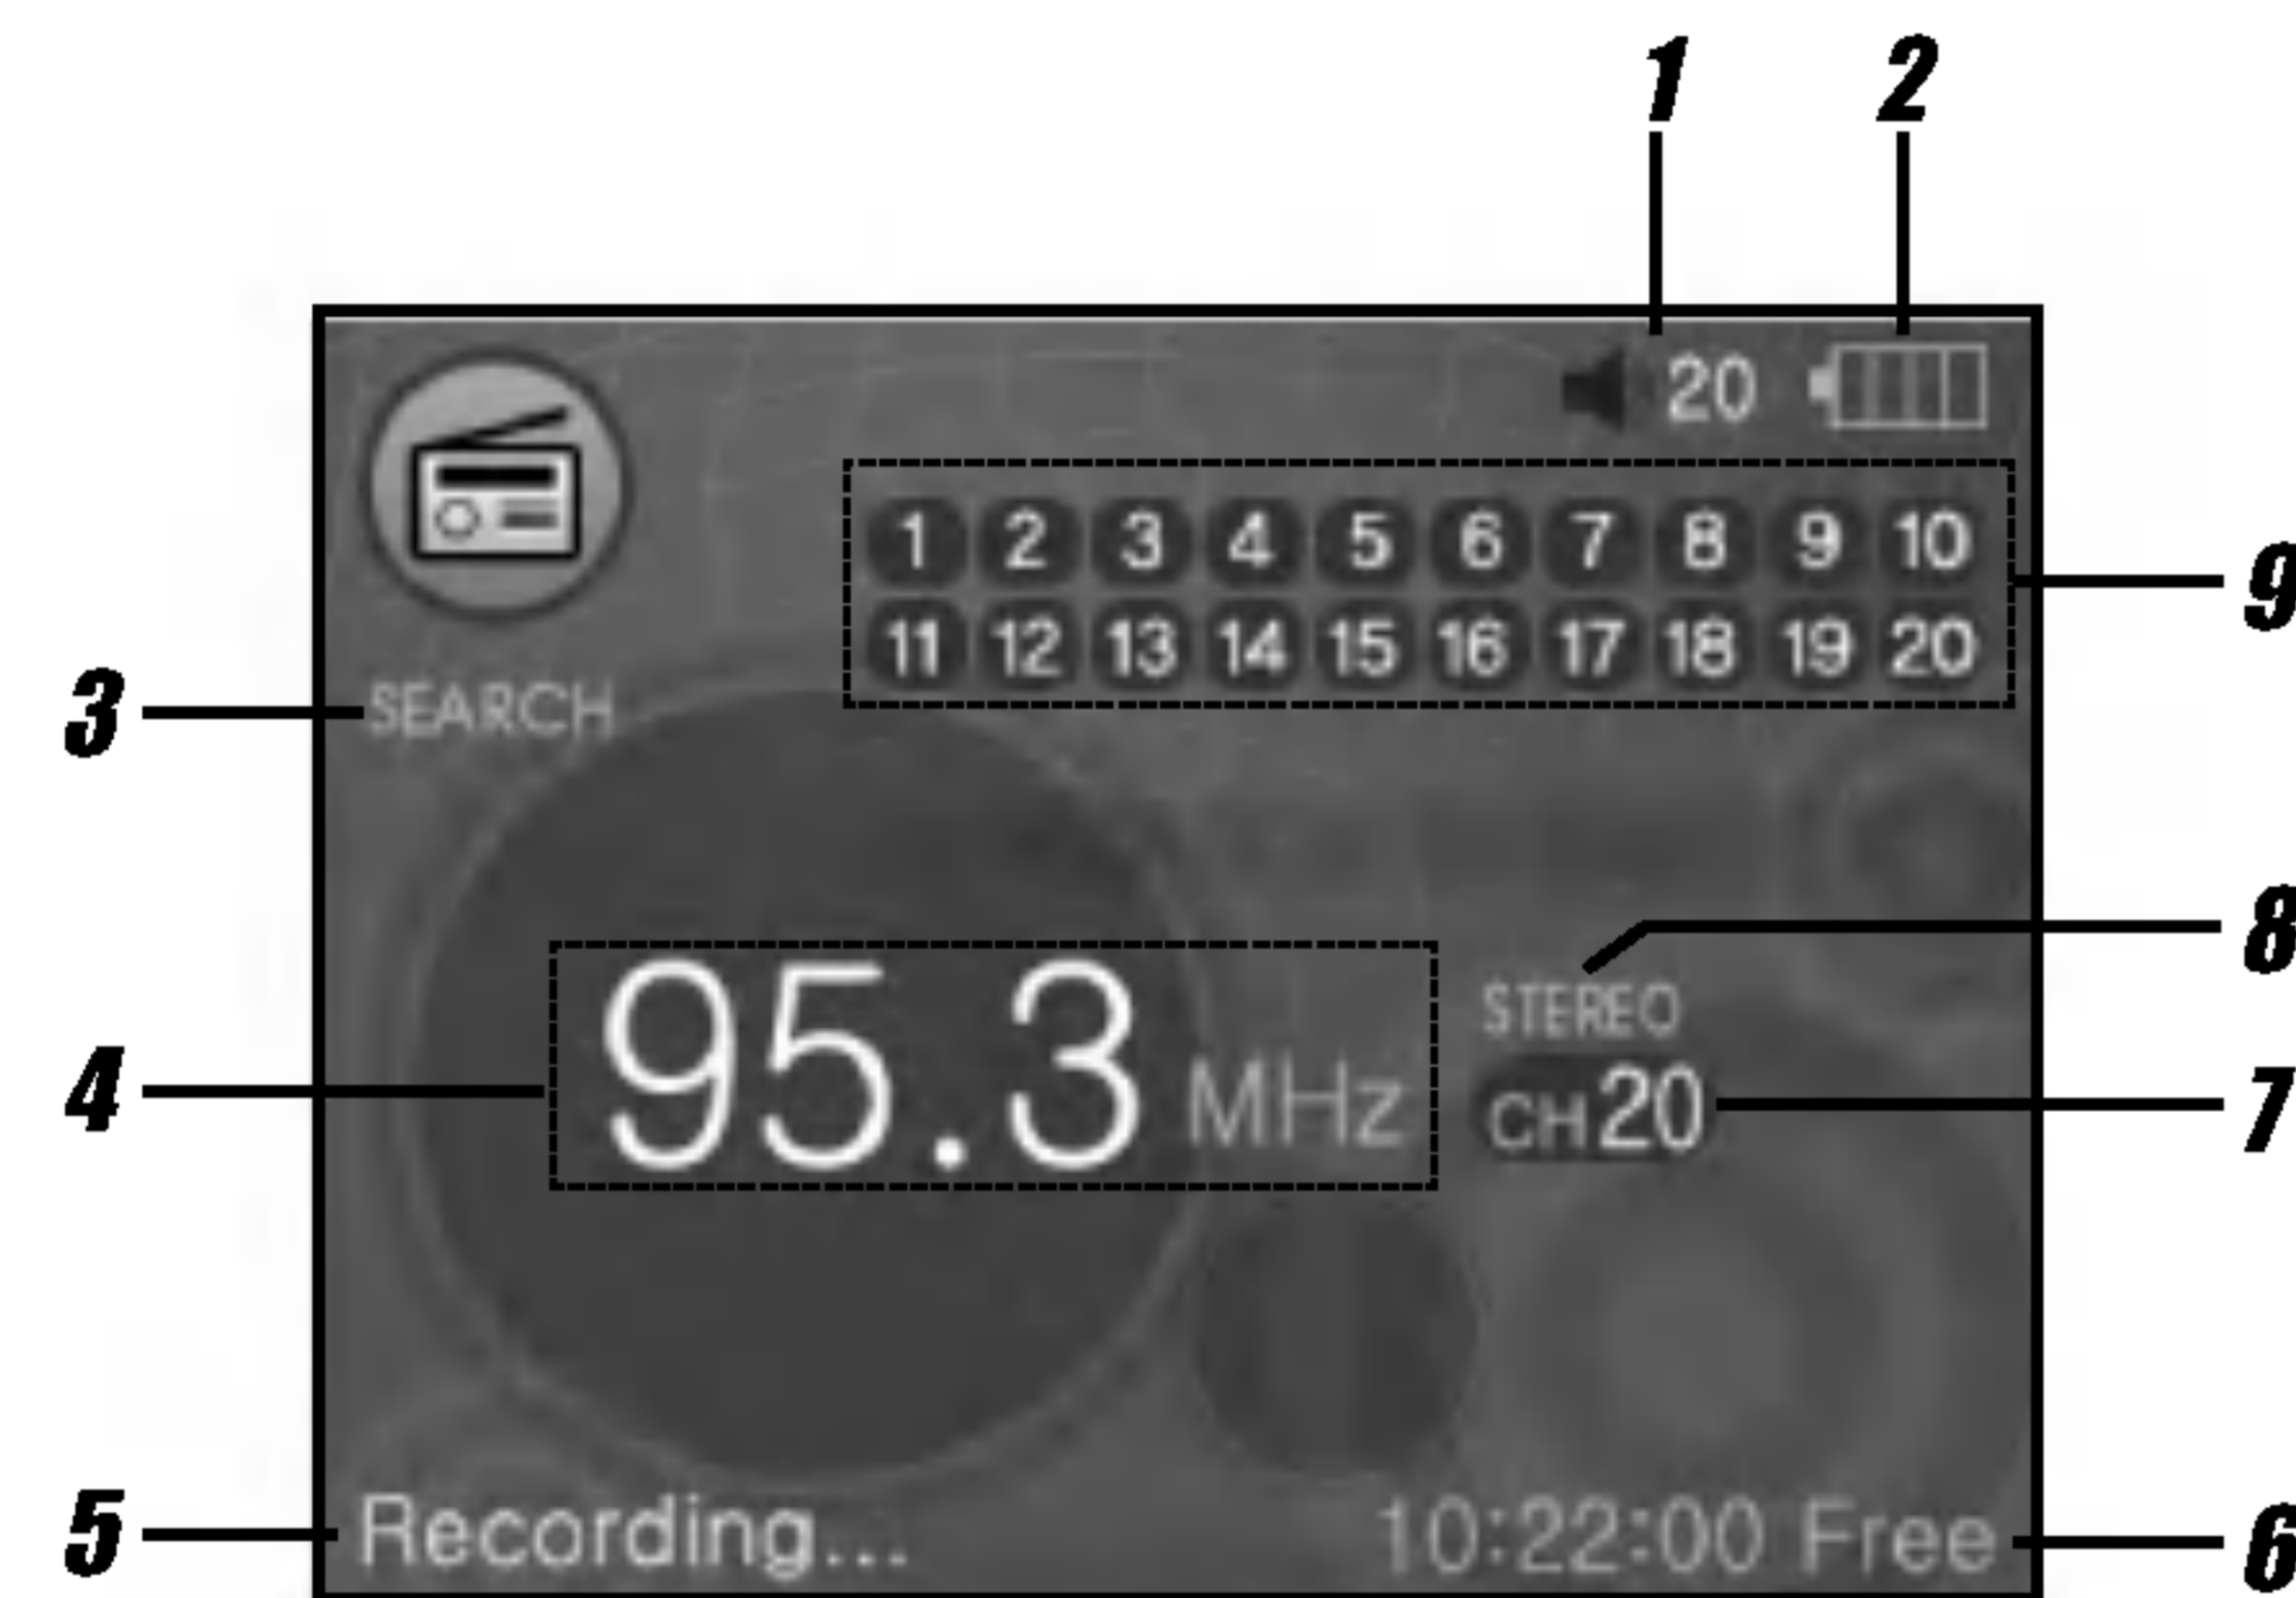 1 2
20
1 2 3 4 5 6 7 8 9 10
9
11 12 13 14 15 16 17 18 19 20
3 SEARCH
8
STEREO
4 95.3 MHz CH20 7
5 Recording... 10:22:00 Free 6